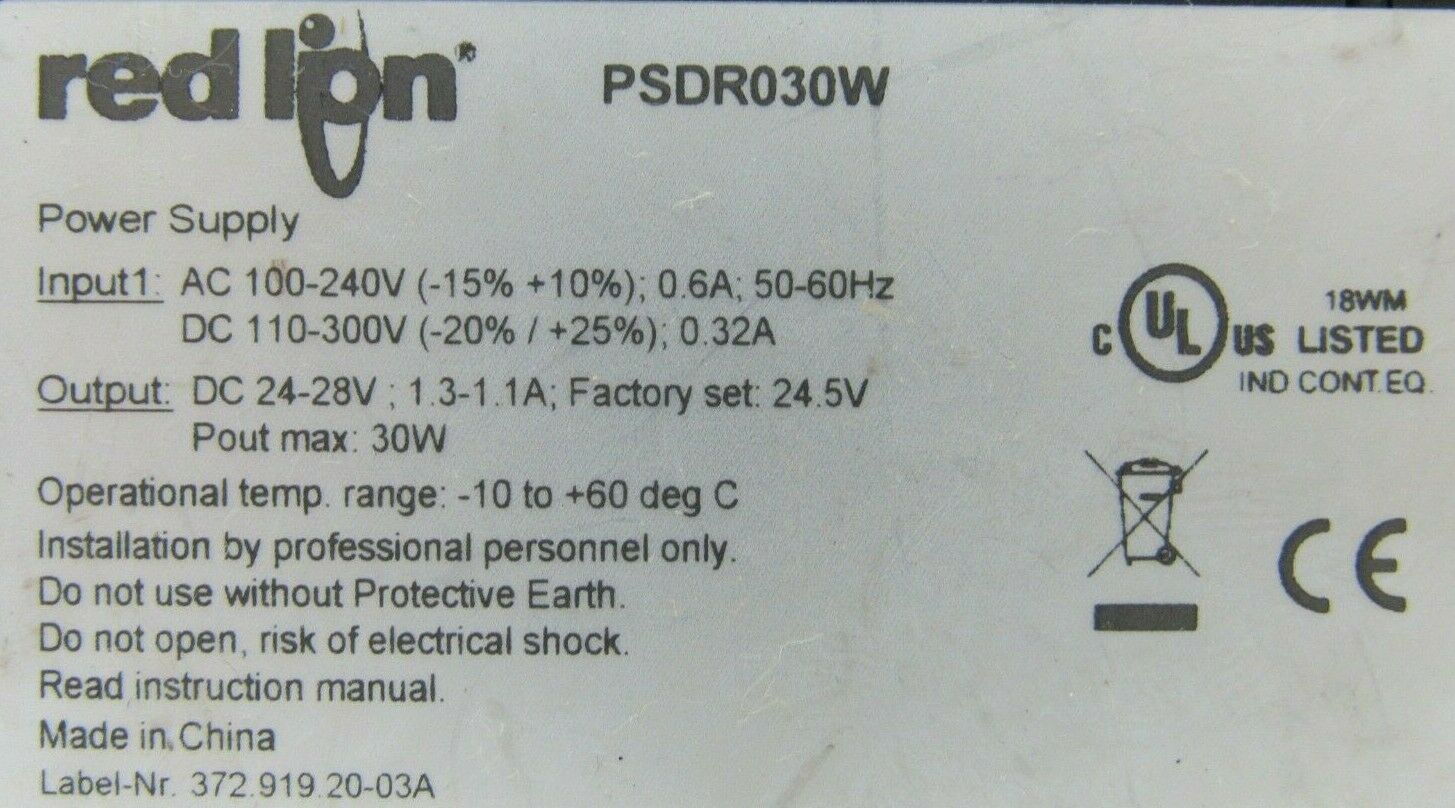 red lion®
PSDR030W
Power Supply
Input1: AC 100-240V (-15% +10%); 0.6A; 50-60Hz
DC 110-300V (-20% / +25%); 0.32A
Output: DC 24-28V ; 1.3-1.1A; Factory set: 24.5V
Pout max: 30W
Operational temp. range: -10 to +60 deg C
Installation by professional personnel only.
Do not use without Protective Earth.
Do not open, risk of electrical shock.
Read instruction manual.
Made in China
Label-Nr. 372.919.20-03A
C UL US LISTED
18WM
IND CONT.EQ.
CE